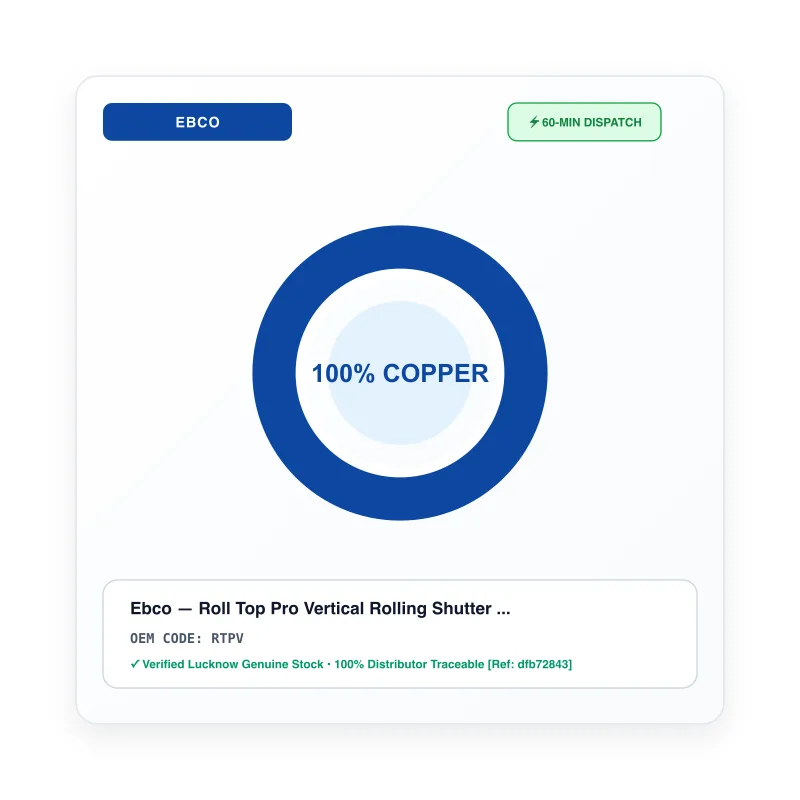 EBCO
⚡60-MIN DISPATCH
100% COPPER
Ebco — Roll Top Pro Vertical Rolling Shutter ...
OEM CODE: RTPV
✓ Verified Lucknow Genuine Stock · 100% Distributor Traceable [Ref: dfb72843]